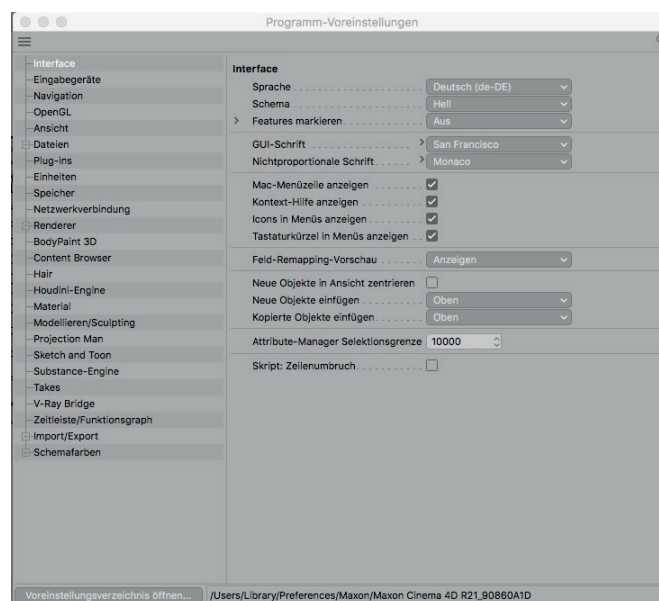 Programm-Voreinstellungen
Interface
Eingabegeräte
Navigation
OpenGL
Ansicht
Dateien
Plug-ins
Einheiten
Speicher
Netzwerkverbindung
Renderer
BodyPaint 3D
Content Browser
Hair
Houdini-Engine
Material
Modellieren/Sculpting
Projection Man
Sketch and Toon
Substance-Engine
Takes
V-Ray Bridge
Zeitleiste/Funktionsgraph
Import/Export
Schemafarben
Interface
Sprache Deutsch (de-DE)
Schema Hell
Features markieren Aus
GUI-Schrift San Francisco
Nichtproportionale Schrift Monaco
Mac-Menüzeile anzeigen
Kontext-Hilfe anzeigen
Icons in Menüs anzeigen
Tastaturkürzel in Menüs anzeigen
Feld-Remapping-Vorschau Anzeigen
Neue Objekte in Ansicht zentrieren
Neue Objekte einfügen Oben
Kopierte Objekte einfügen Oben
Attribute-Manager Selektionsgrenze 10000
Skript: Zeilenumbruch
Voreinstellungsverzeichnis öffnen... /Users/Library/Preferences/Maxon/Maxon Cinema 4D R21_90860A1D